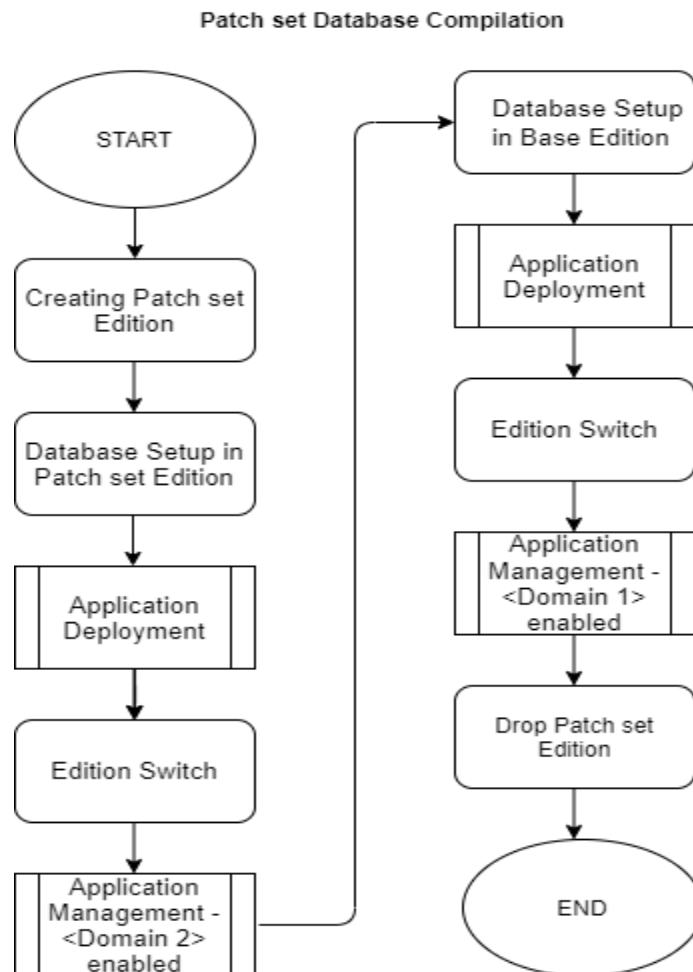 Patch set Database Compilation
START
Creating Patch set
Edition
Database Setup in
Patch set Edition
Application
Deployment
Edition Switch
Application
Management -
<Domain 2>
enabled
Database Setup
in Base Edition
Application
Deployment
Edition Switch
Application
Management -
<Domain 1>
enabled
Drop Patch set
Edition
END